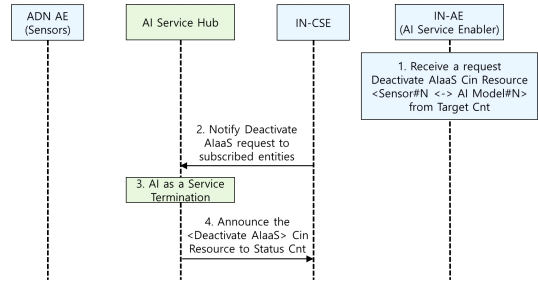 ADN AE
(Sensors)
AI Service Hub
IN-CSE
IN-AE
(AI Service Enabler)
1. Receive a request
Deactivate AIaaS Cin Resource
<Sensor#N <-> AI Model#N>
from Target Cnt
2. Notify Deactivate
AIaaS request to
subscribed entities
3. AI as a Service
Termination
4. Announce the
<Deactivate AIaaS> Cin
Resource to Status Cnt